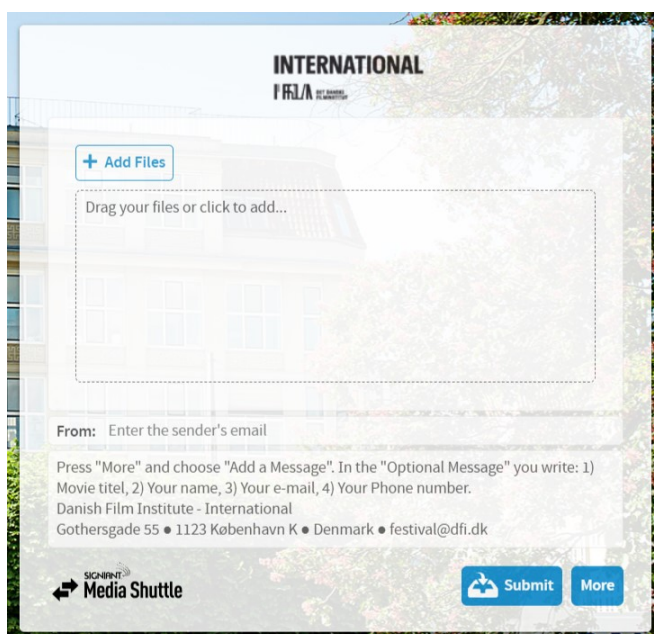 INTERNATIONAL
DET DANSKE
FILMINSTITUT
+ Add Files
Drag your files or click to add...
From: Enter the sender's email
Press "More" and choose "Add a Message". In the "Optional Message" you write: 1)
Movie titel, 2) Your name, 3) Your e-mail, 4) Your Phone number.
Danish Film Institute - International
Gothersgade 55 ● 1123 København K ● Denmark ● festival@dfi.dk
SIGNIANT
Media Shuttle
Submit
More